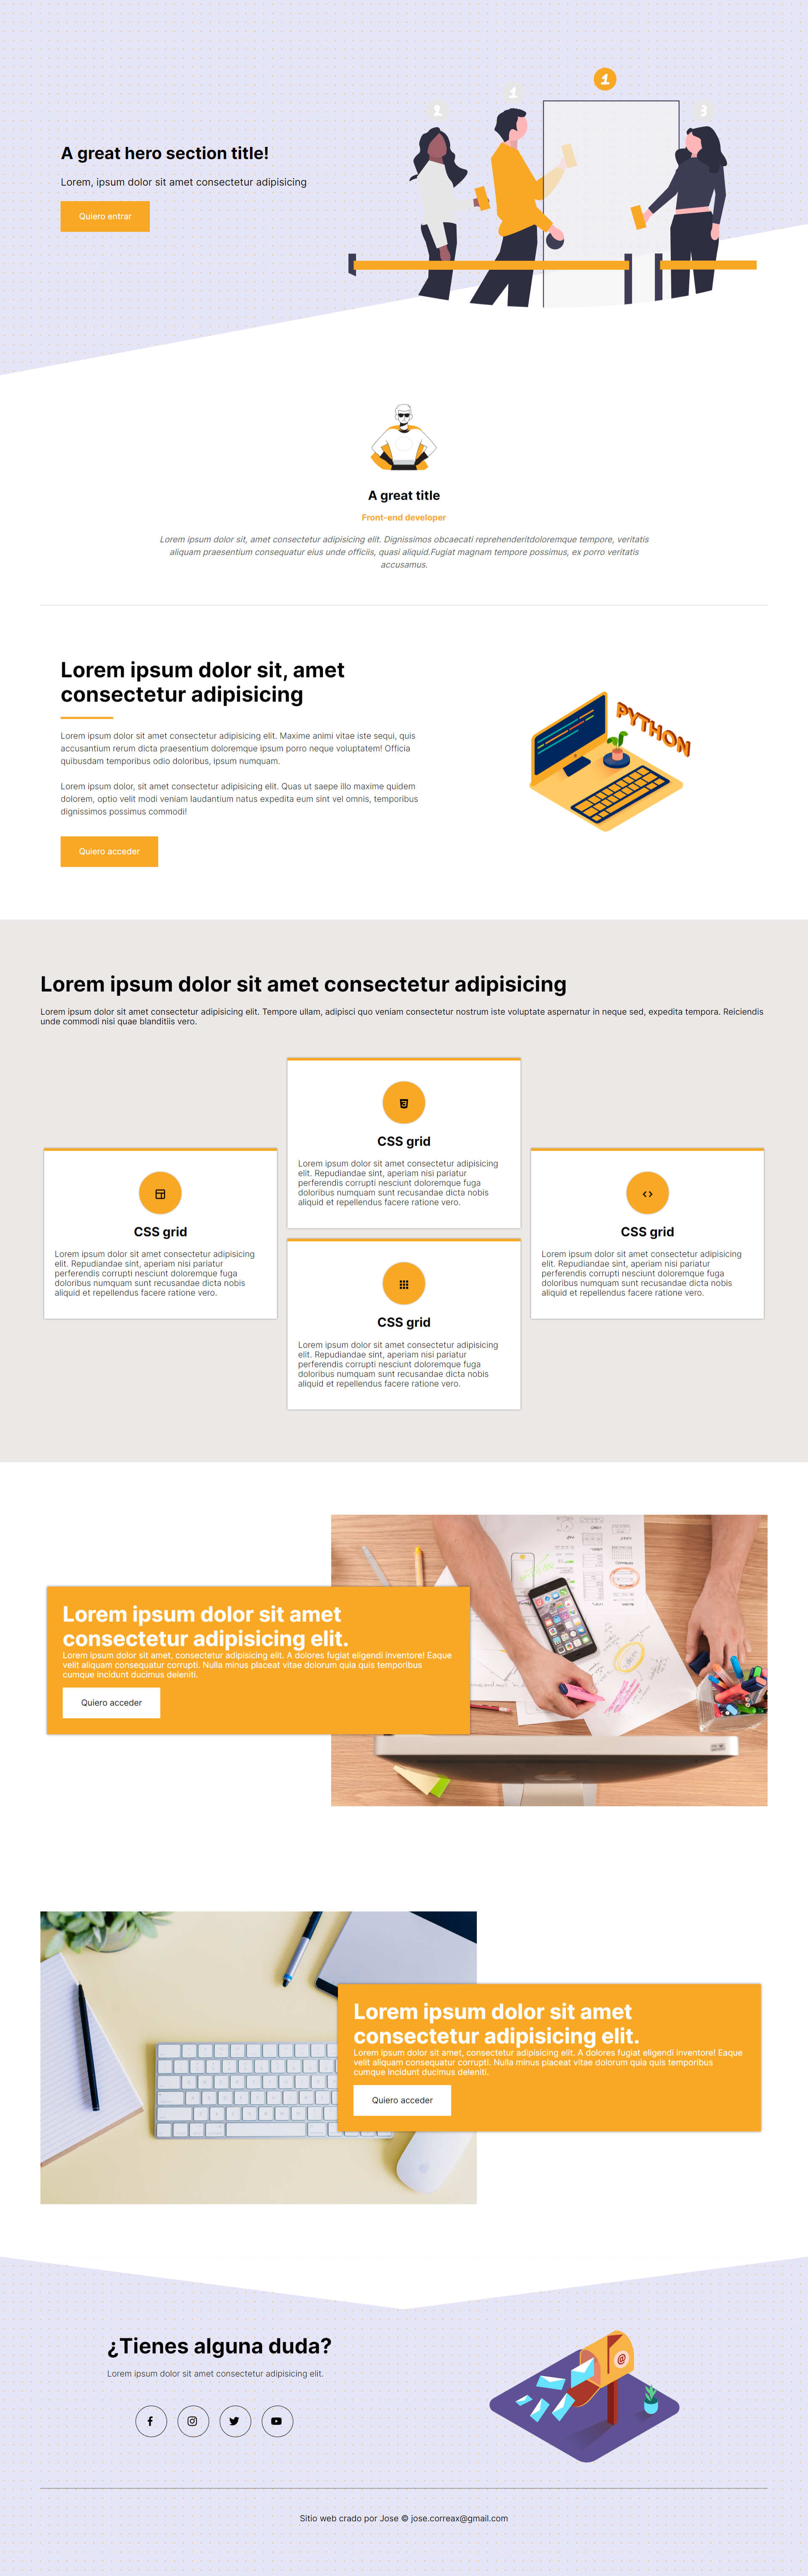 2
1
1
3
A great hero section title!
Lorem, ipsum dolor sit amet consectetur adipisicing
Quiero entrar
A great title
Front-end developer
Lorem ipsum dolor sit, amet consectetur adipisicing elit. Dignissimos obcaecati reprehenderitdoloremque tempore, veritatis
aliquam praesentium consequatur eius unde officiis, quasi aliquid.Fugiat magnam tempore possimus, ex porro veritatis
accusamus.
Lorem ipsum dolor sit, amet
consectetur adipisicing
Lorem ipsum dolor sit amet consectetur adipisicing elit. Maxime animi vitae iste sequi, quis
accusantium rerum dicta praesentium doloremque ipsum porro neque voluptatem! Officia
quibusdam temporibus odio doloribus, ipsum numquam.
Lorem ipsum dolor, sit amet consectetur adipisicing elit. Quas ut saepe illo maxime quidem
dolorem, optio velit modi veniam laudantium natus expedita eum sint vel omnis, temporibus
dignissimos possimus commodi!
Quiero acceder
PYTHON
Lorem ipsum dolor sit amet consectetur adipisicing
Lorem ipsum dolor sit amet consectetur adipisicing elit. Tempore ullam, adipisci quo veniam consectetur nostrum iste voluptate aspernatur in neque sed, expedita tempora. Reiciendis
unde commodi nisi quae blanditiis vero.
CSS grid
Lorem ipsum dolor sit amet consectetur adipisicing
elit. Repudiandae sint, aperiam nisi pariatur
perferendis corrupti nesciunt doloremque fuga
doloribus numquam sunt recusandae dicta nobis
aliquid et repellendus facere ratione vero.
CSS grid
Lorem ipsum dolor sit amet consectetur adipisicing
elit. Repudiandae sint, aperiam nisi pariatur
perferendis corrupti nesciunt doloremque fuga
doloribus numquam sunt recusandae dicta nobis
aliquid et repellendus facere ratione vero.
CSS grid
Lorem ipsum dolor sit amet consectetur adipisicing
elit. Repudiandae sint, aperiam nisi pariatur
perferendis corrupti nesciunt doloremque fuga
doloribus numquam sunt recusandae dicta nobis
aliquid et repellendus facere ratione vero.
CSS grid
Lorem ipsum dolor sit amet consectetur adipisicing
elit. Repudiandae sint, aperiam nisi pariatur
perferendis corrupti nesciunt doloremque fuga
doloribus numquam sunt recusandae dicta nobis
aliquid et repellendus facere ratione vero.
Lorem ipsum dolor sit amet
consectetur adipisicing elit.
Lorem ipsum dolor sit amet, consectetur adipisicing elit. A dolores fugiat eligendi inventore! Eaque
velit aliquam consequatur corrupti. Nulla minus placeat vitae dolorum quia quis temporibus
cumque incidunt ducimus deleniti.
Quiero acceder
Lorem ipsum dolor sit amet
consectetur adipisicing elit.
Lorem ipsum dolor sit amet, consectetur adipisicing elit. A dolores fugiat eligendi inventore! Eaque
velit aliquam consequatur corrupti. Nulla minus placeat vitae dolorum quia quis temporibus
cumque incidunt ducimus deleniti.
Quiero acceder
¿Tienes alguna duda?
Lorem ipsum dolor sit amet consectetur adipisicing elit.
@
Sitio web crado por Jose © jose.correax@gmail.com